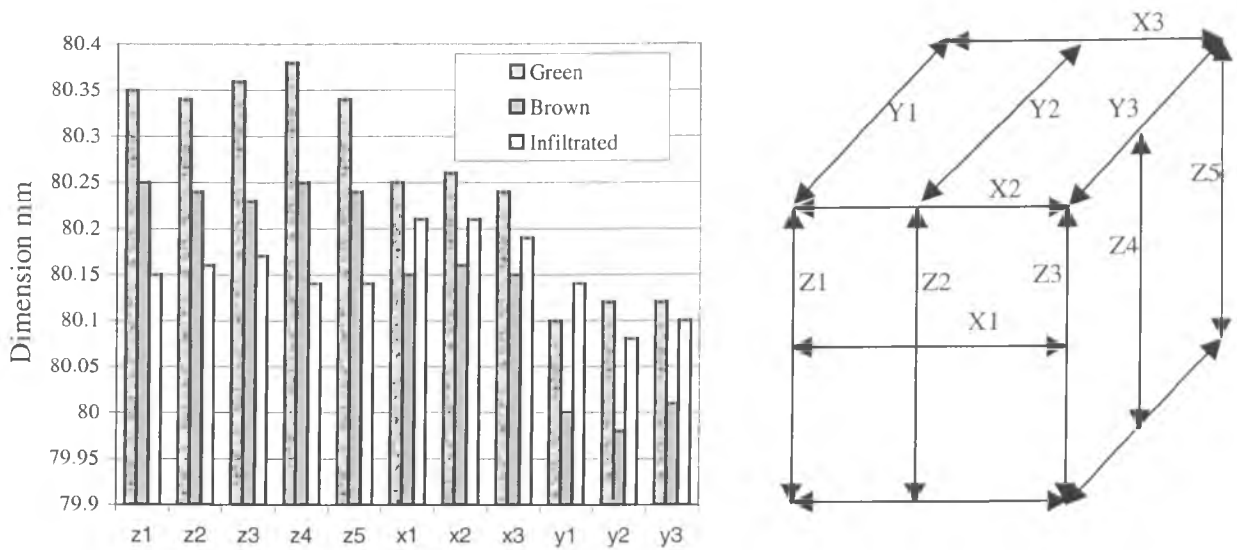 80.4
80.35
80.3
80.25
80.2
80.15
80.1
80.05
80
79.95
79.9
Dimension mm
Green
Brown
Infiltrated
z1 z2 z3 z4 z5 x1 x2 x3 y1 y2 y3
X3
Y1 Y2 Y3
X2 Z5
Z4
Z1 Z2 Z3
X1